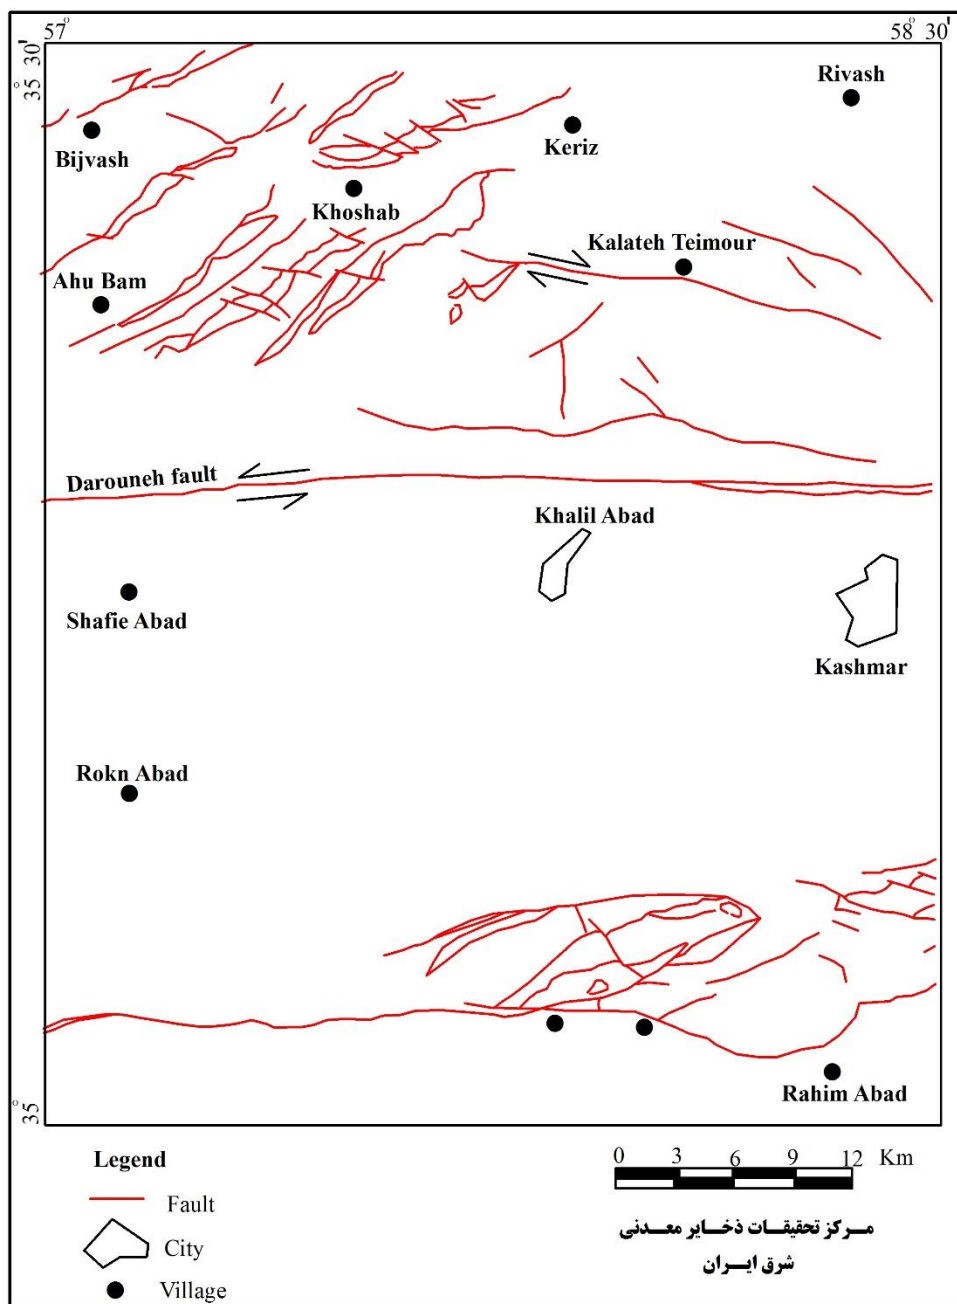 57°
58° 30'
35° 30'
Rivash
Bijvash
Keriz
Khoshab
Kalateh Teimour
Ahu Bam
Darouneh fault
Khalil Abad
Shafie Abad
Kashmar
Rokn Abad
Rahim Abad
35°
Legend
Fault
City
Village
0 3 6 9 12 Km
مرکز تحقیقات ذخایر معدنی
شرق ایران